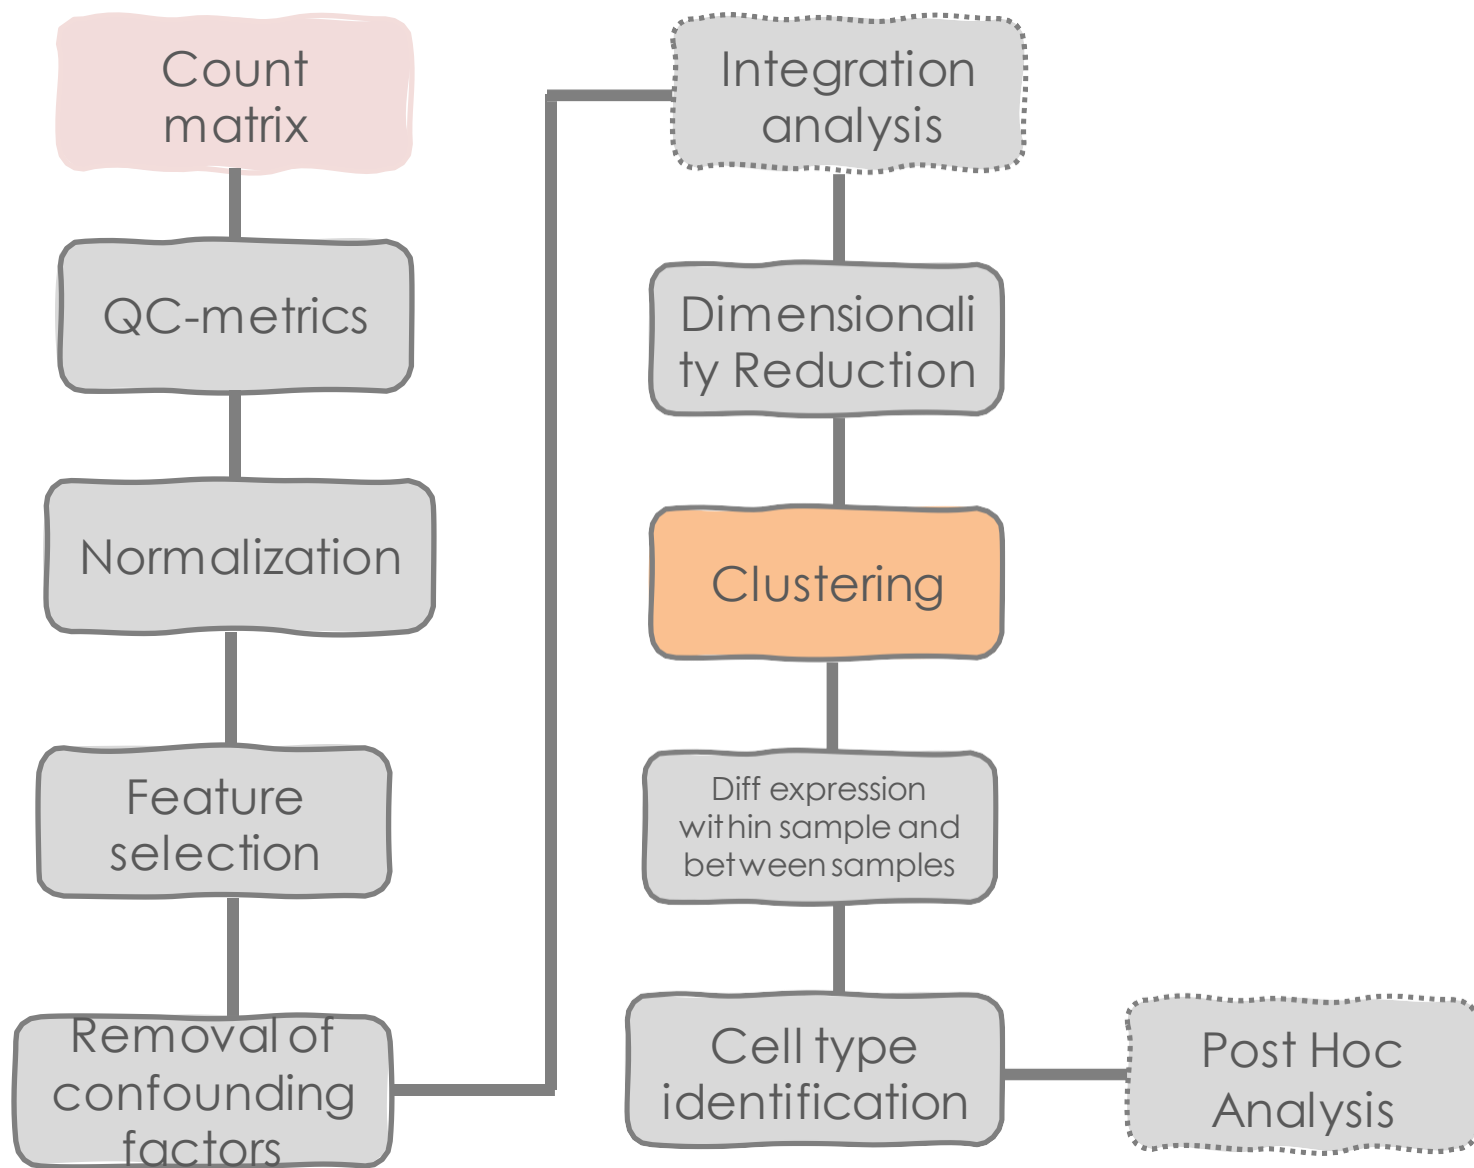 Count
matrix
QC-metrics
Normalization
Feature
selection
Removal of
confounding
factors
Integration
analysis
Dimensionali
ty Reduction
Clustering
Diff expression
within sample and
between samples
Cell type
identification
Post Hoc
Analysis